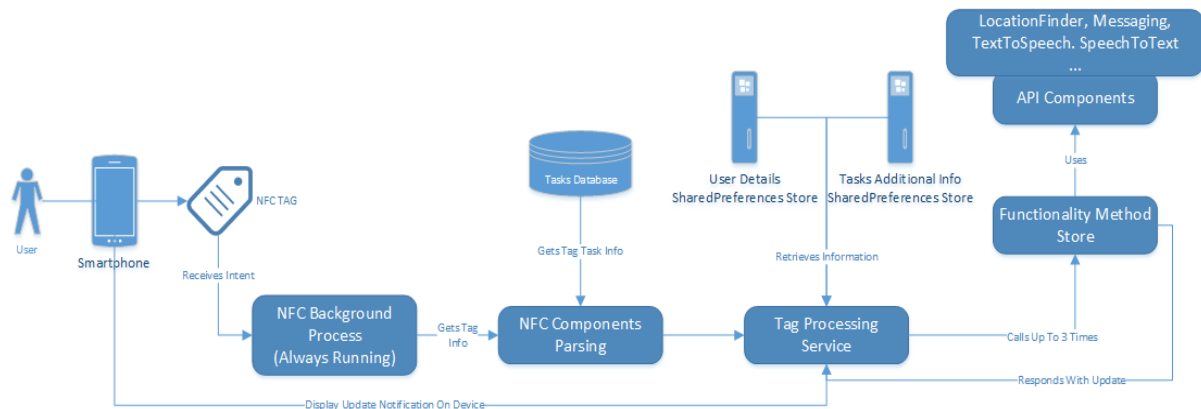 LocationFinder, Messaging,
TextToSpeech. SpeechToText
...
API Components
Uses
Tasks Database
User Details
SharedPreferences Store
Tasks Additional Info
SharedPreferences Store
NFC TAG
User
Smartphone
Functionality Method
Store
Gets Tag Task Info
Retrieves Information
Receives Intent
NFC Background
Process
(Always Running)
Gets Tag
Info
NFC Components
Parsing
Tag Processing
Service
Calls Up To 3 Times
Responds With Update
Display Update Notification On Device